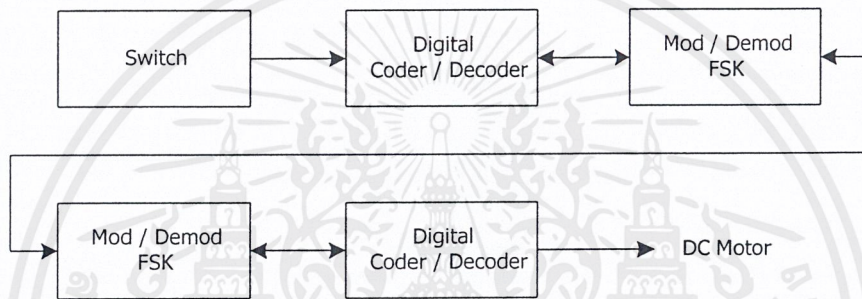 Switch
Digital
Coder / Decoder
Mod / Demod
FSK
Mod / Demod
FSK
Digital
Coder / Decoder
DC Motor